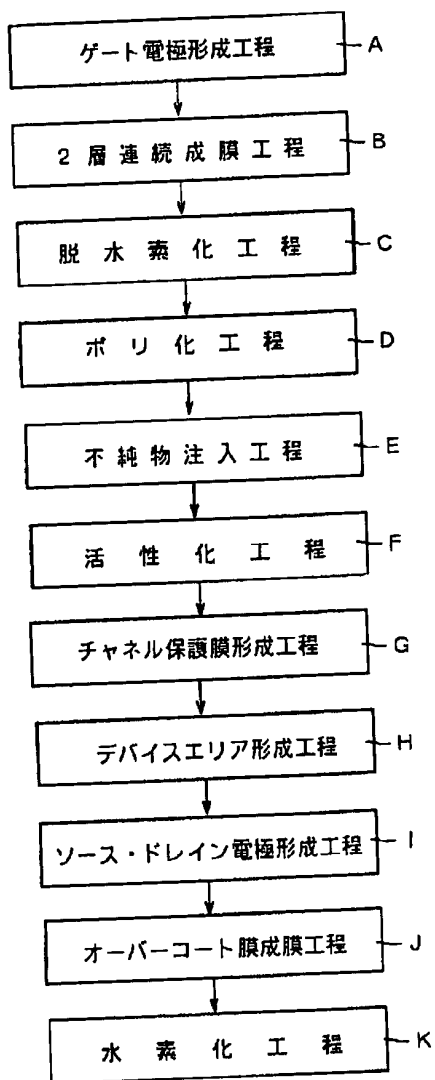 ゲート電極形成工程 A
2層連続成膜工程 B
脱水素化工程 C
ポリ化工程 D
不純物注入工程 E
活性化工程 F
チャネル保護膜形成工程 G
デバイスエリア形成工程 H
ソース・ドレイン電極形成工程 I
オーバーコート膜成膜工程 J
水素化工程 K